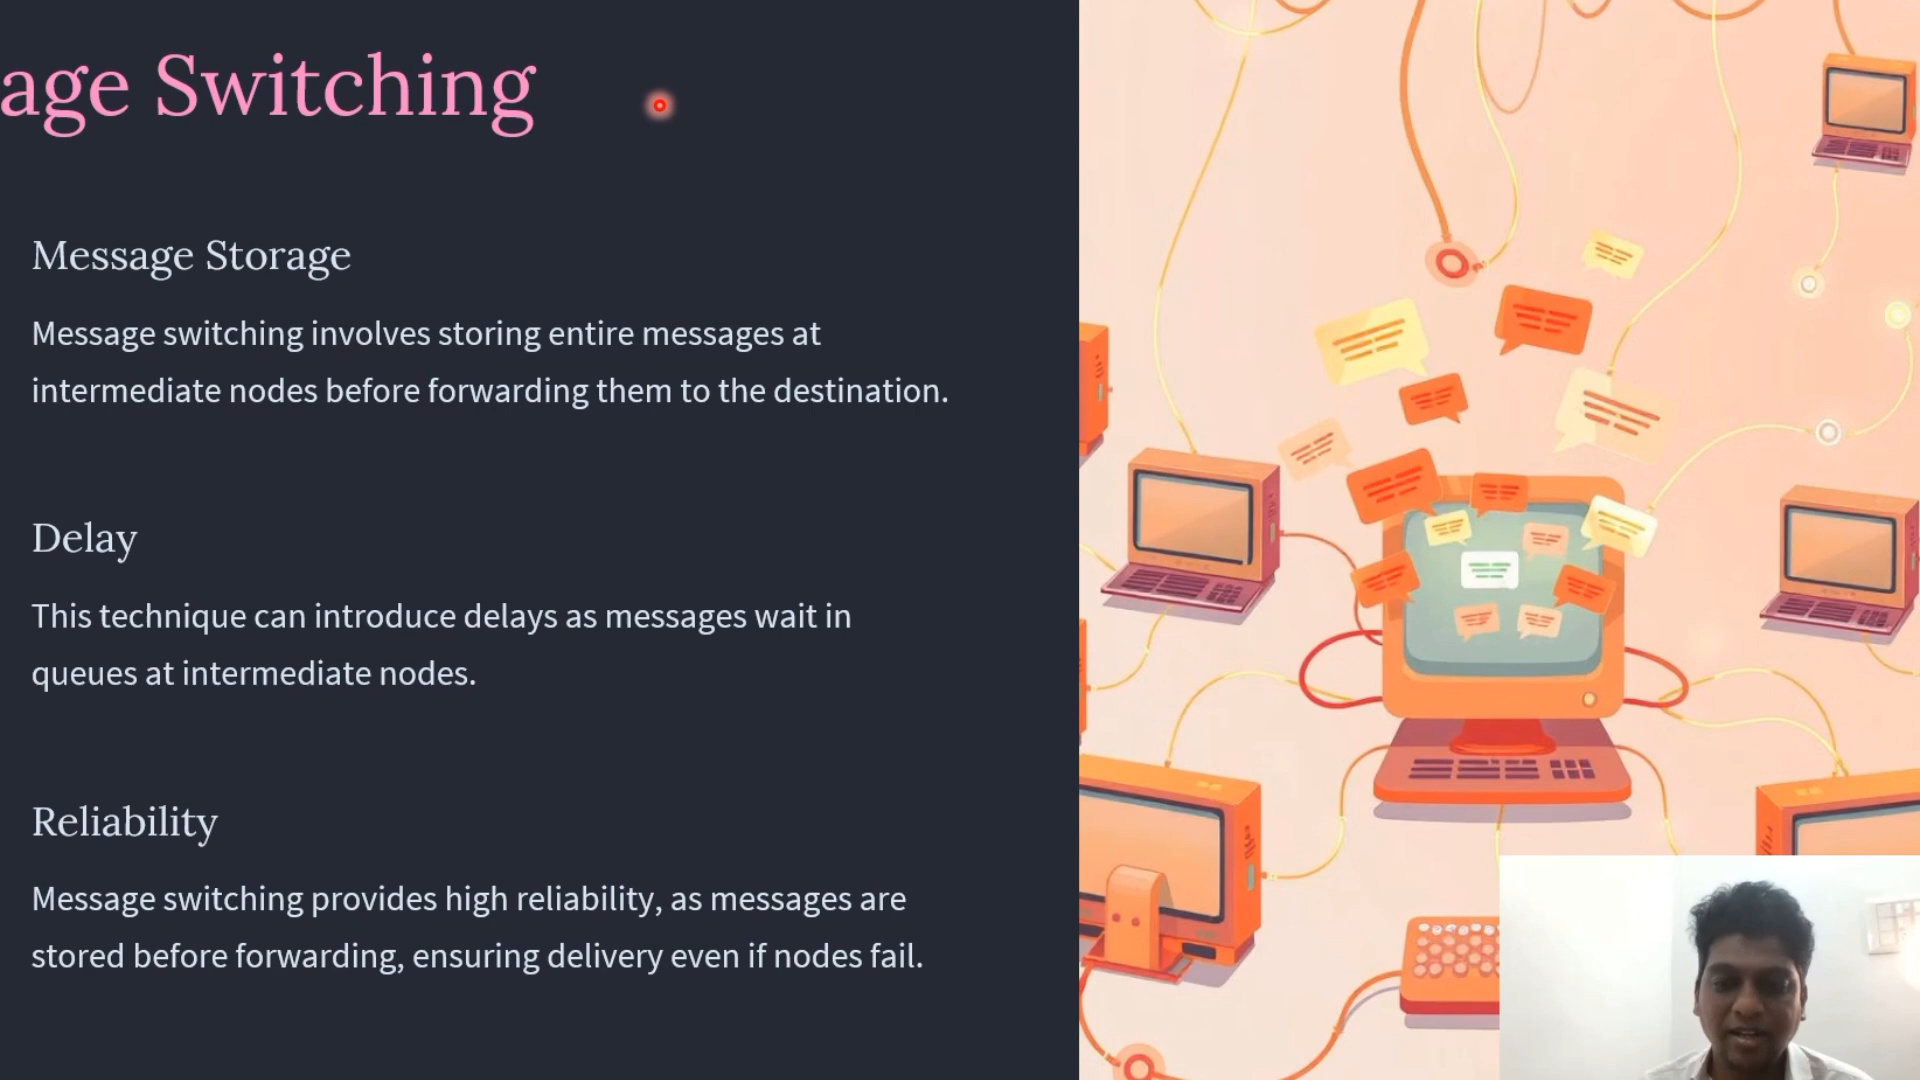 age Switching
Message Storage
Message switching involves storing entire messages at
intermediate nodes before forwarding them to the destination.
Delay
This technique can introduce delays as messages wait in
queues at intermediate nodes.
Reliability
Message switching provides high reliability, as messages are
stored before forwarding, ensuring delivery even if nodes fail.